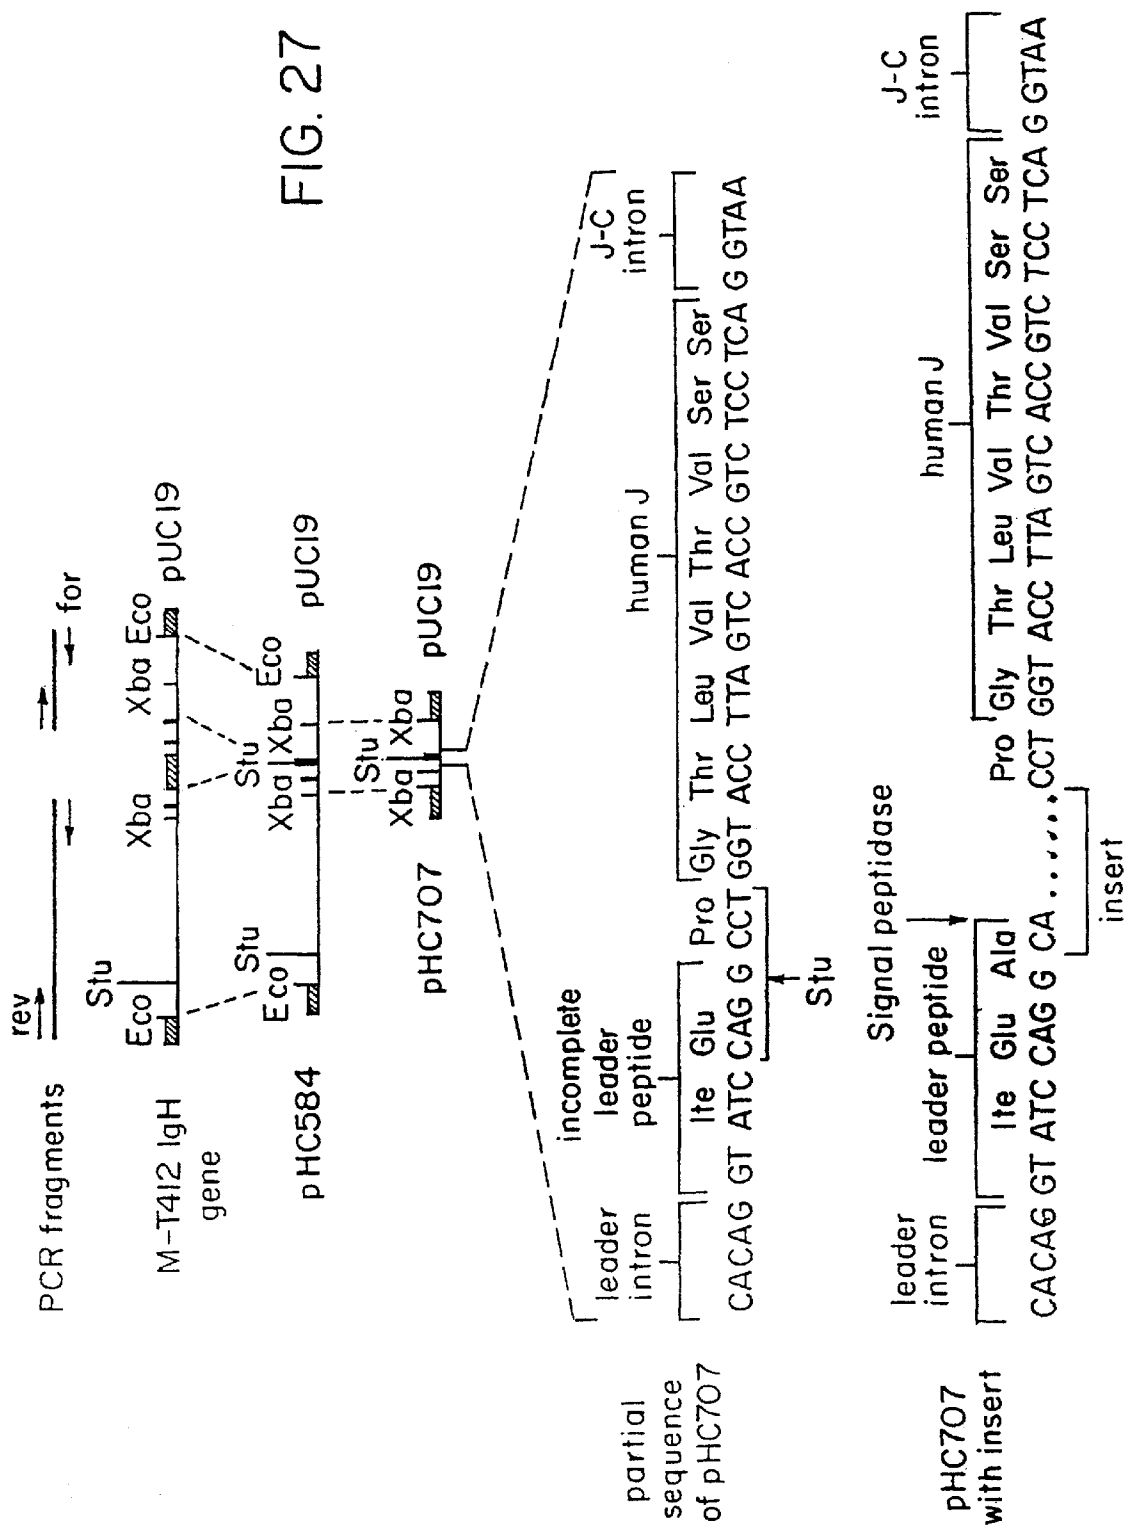 FIG. 27
PCR fragments
rev
for
M-T412 IgH
gene
Eco
Stu
Xba
Xba
Eco
pUC19
pHC584
Eco
Stu
Xba
Stu
Xba
Eco
pUC19
pHC707
Xba
Stu
Xba
pUC19
partial
sequence
of pHC707
leader
intron
incomplete
leader
peptide
human J
J-C
intron
Ite Glu Pro Gly Thr Leu Val Thr Val Ser Ser
CACAG GT ATC CAG G CCT GGT ACC TTA GTC ACC GTC TCC TCA G GTAA
Stu
pHC707
with insert
leader
intron
leader peptide
Signal peptidase
human J
J-C
intron
Ite Glu Ala Pro Gly Thr Leu Val Thr Val Ser Ser
CACAG GT ATC CAG G CA ...... CCT GGT ACC TTA GTC ACC GTC TCC TCA G GTAA
insert